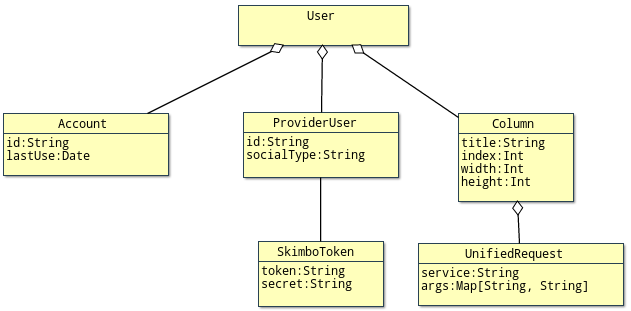 User
Account
id:String
lastUse:Date
ProviderUser
id:String
socialType:String
Column
title:String
index:Int
width:Int
height:Int
SkimboToken
token:String
secret:String
UnifiedRequest
service:String
args:Map[String, String]